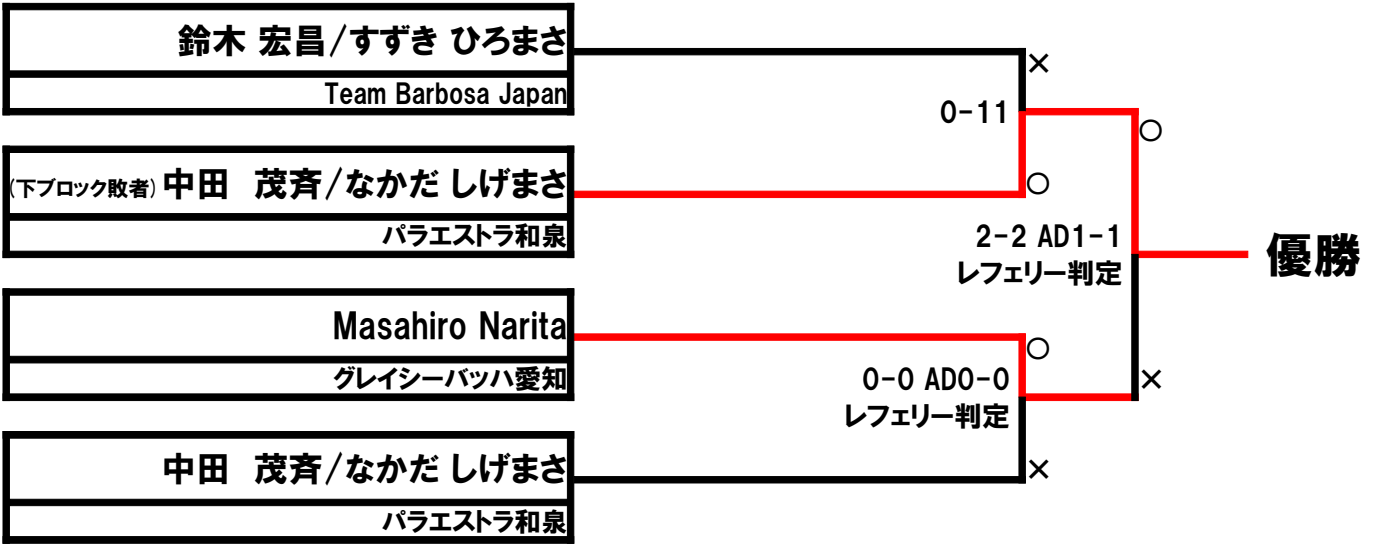 鈴木 宏昌/すずき ひろまさ
Team Barbosa Japan
×
0-11
○
(下ブロック敗者) 中田　茂斉/なかだ しげまさ
○
パラエストラ和泉
2-2 AD1-1
レフェリー判定
優勝
Masahiro Narita
○
グレイシーバッハ愛知
0-0 AD0-0
レフェリー判定
×
中田　茂斉/なかだ しげまさ
×
パラエストラ和泉